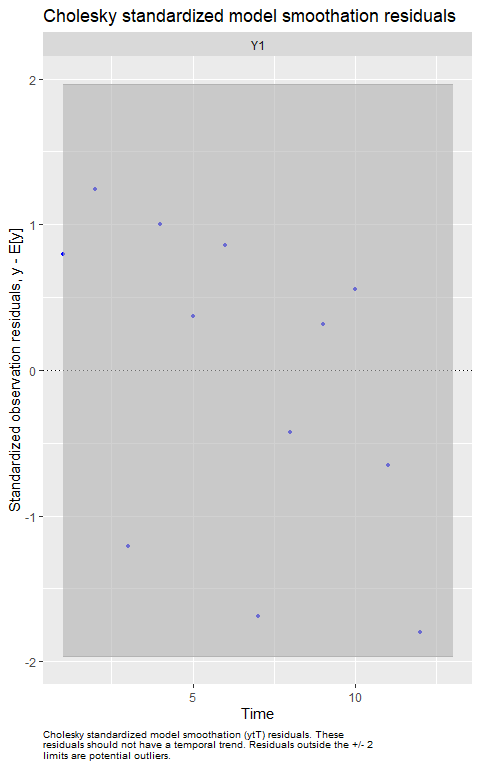 Cholesky standardized model smoothation residuals
Y1
Standardized observation residuals, y - E[y]
2
1
0
-1
-2
5
10
Time
Cholesky standardized model smoothation (ytT) residuals. These
residuals should not have a temporal trend. Residuals outside the +/- 2
limits are potential outliers.